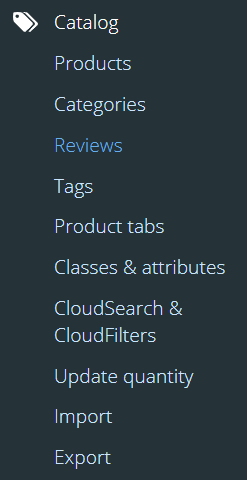 Catalog
Products
Categories
Reviews
Tags
Product tabs
Classes & attributes
CloudSearch &
CloudFilters
Update quantity
Import
Export